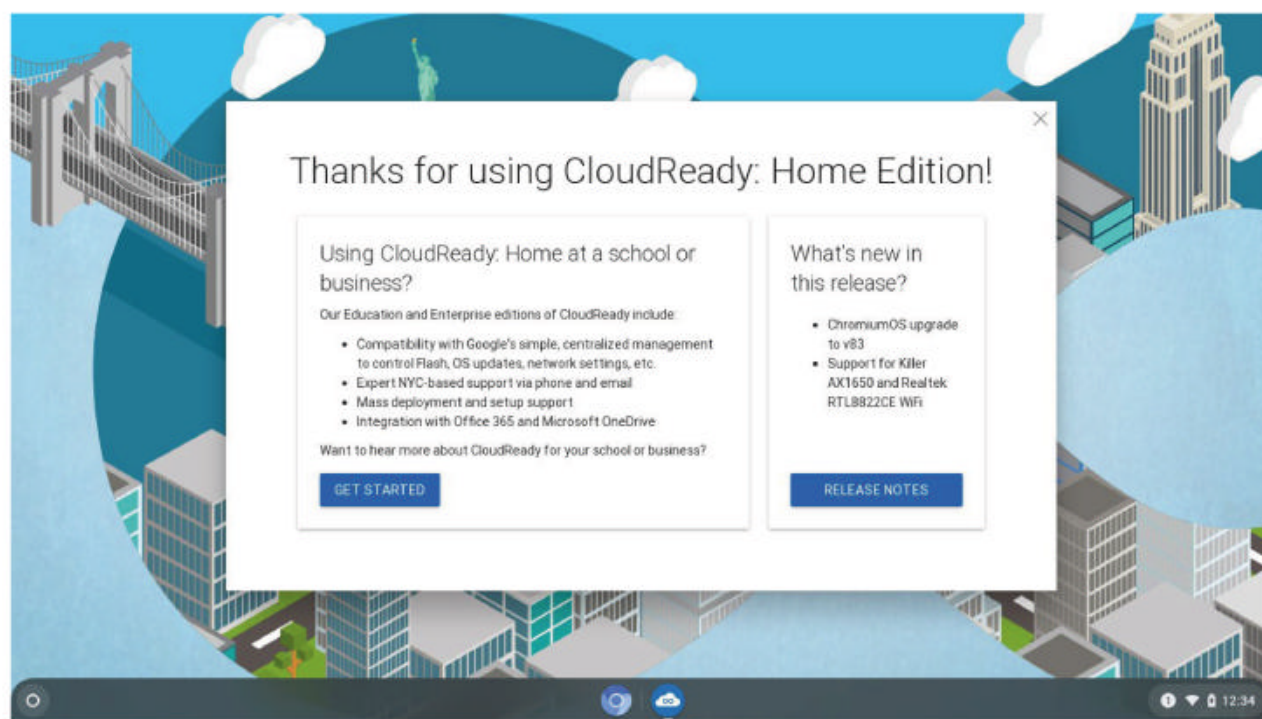 Thanks for using CloudReady: Home Edition!
Using CloudReady: Home at a school or
business?
Our Education and Enterprise editions of CloudReady include:
• Compatibility with Google's simple, centralized management
to control Flash, OS updates, network settings, etc.
• Expert NYC-based support via phone and email
• Mass deployment and setup support
• Integration with Office 365 and Microsoft OneDrive
Want to hear more about CloudReady for your school or business?
GET STARTED
What's new in
this release?
• ChromiumOS upgrade
to v83
• Support for Killer
AX1650 and Realtek
RTL8822CE WiFi
RELEASE NOTES
1 12:34